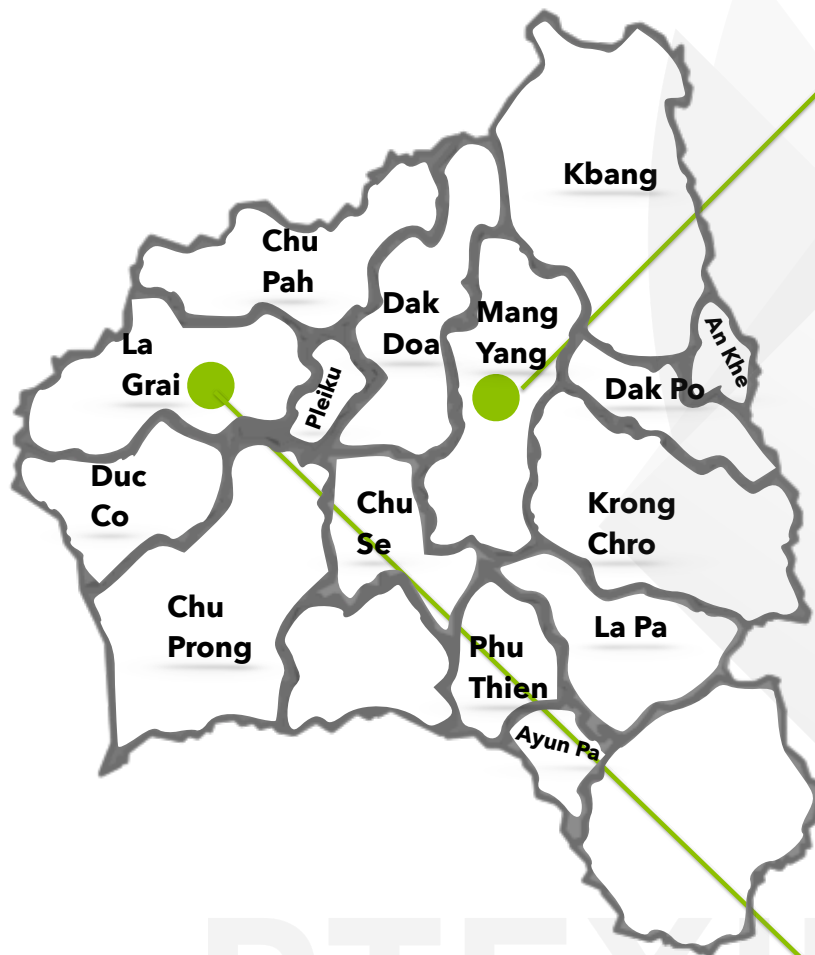 Kbang
Chu
Pah
Dak
Doa
Mang
Yang
An Khe
La
Grai
Pleiku
Dak Po
Duc
Co
Chu
Se
Krong
Chro
Chu
Prong
La Pa
Phu
Thien
Ayun Pa